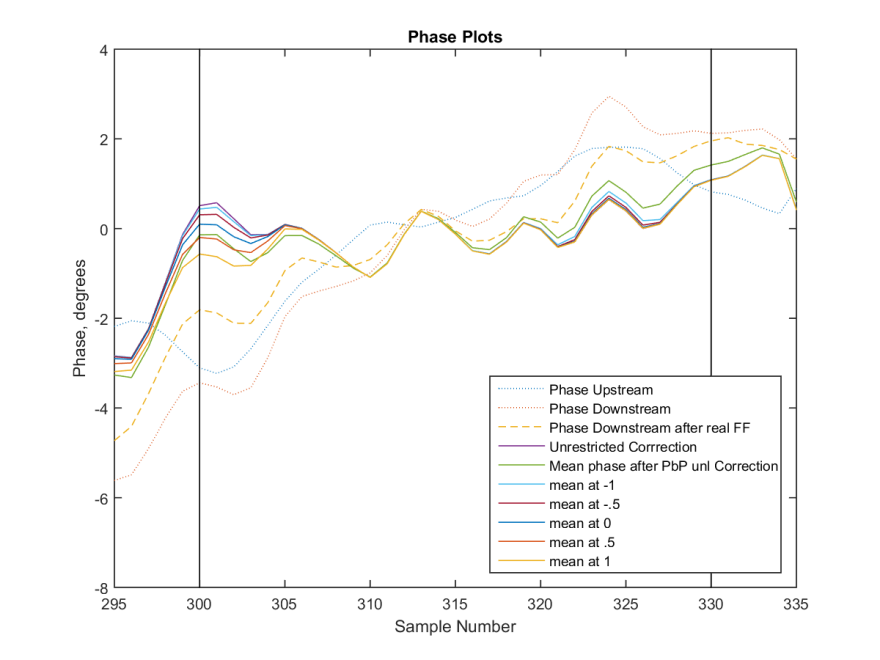 Phase Plots
4
2
0
-2
-4
-6
-8
Phase, degrees
295
300
305
310
315
320
325
330
335
Sample Number
Phase Upstream
Phase Downstream
Phase Downstream after real FF
Unrestricted Corrrection
Mean phase after PbP unl Correction
mean at -1
mean at -.5
mean at 0
mean at .5
mean at 1